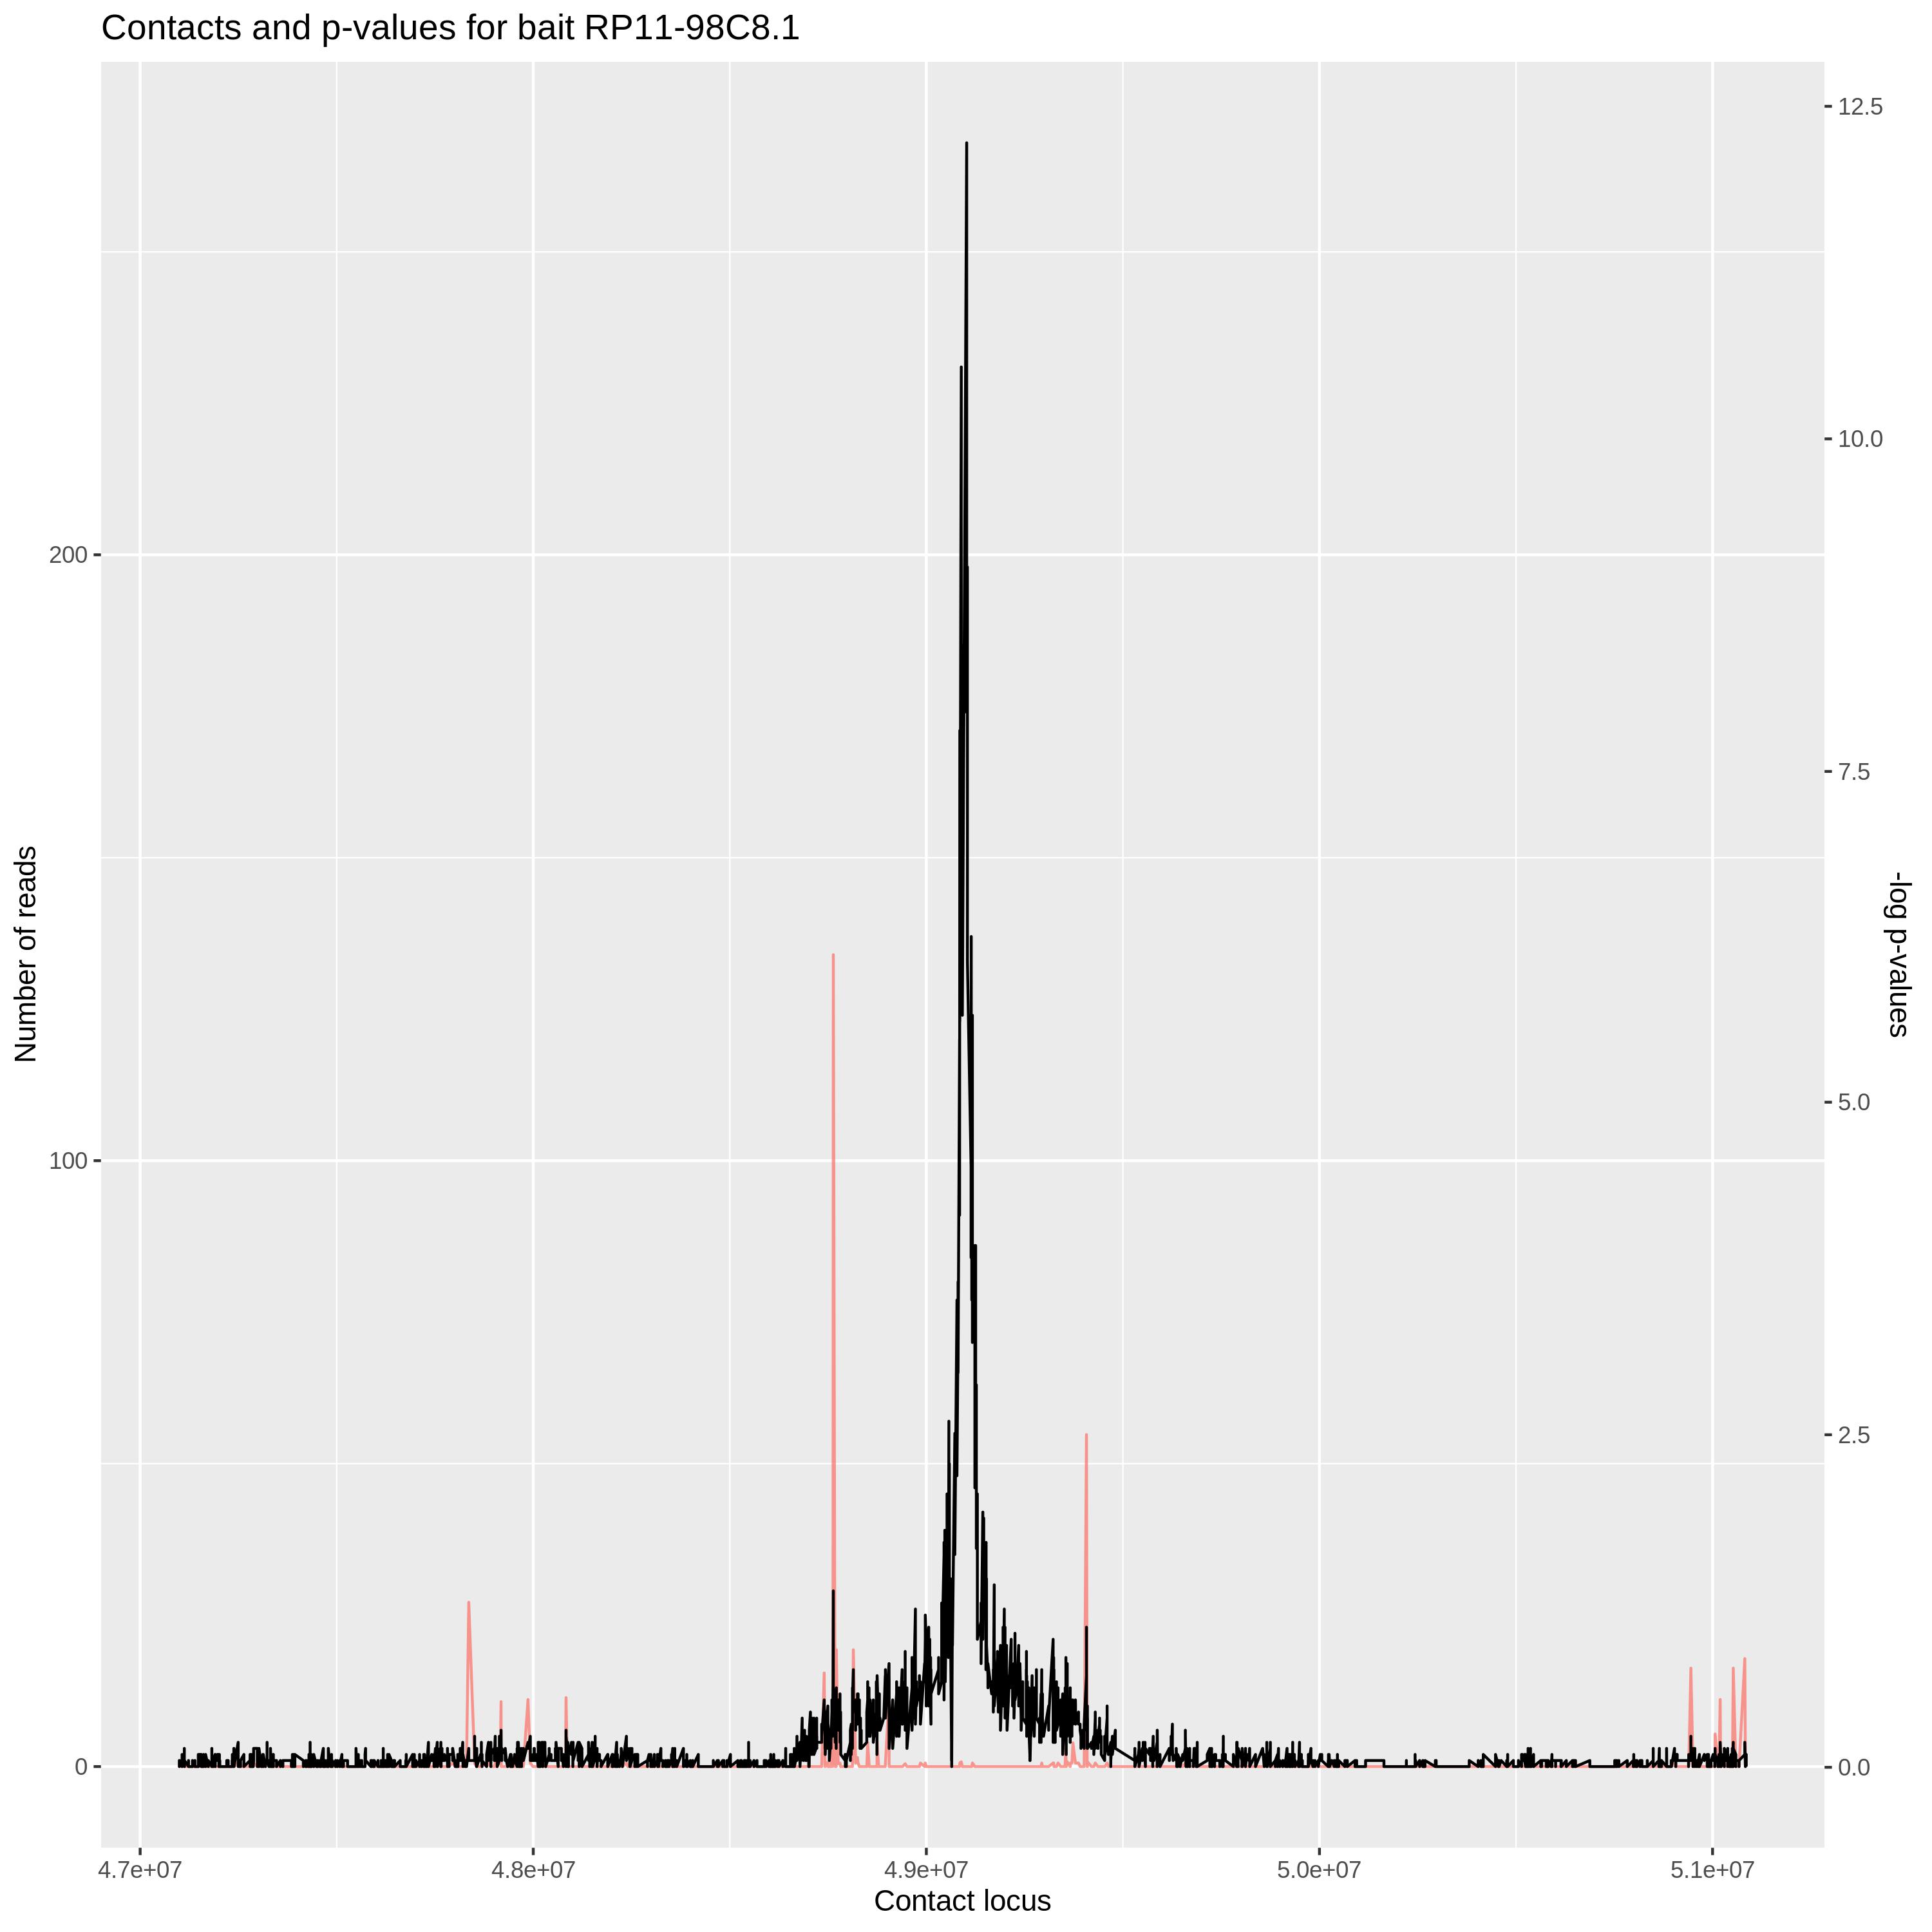 Contacts and p-values for bait RP11-98C8.1
Number of reads
200
100
0
12.5
10.0
7.5
5.0
2.5
0.0
-log p-values
4.7e+07 4.8e+07 4.9e+07 5.0e+07 5.1e+07
Contact locus